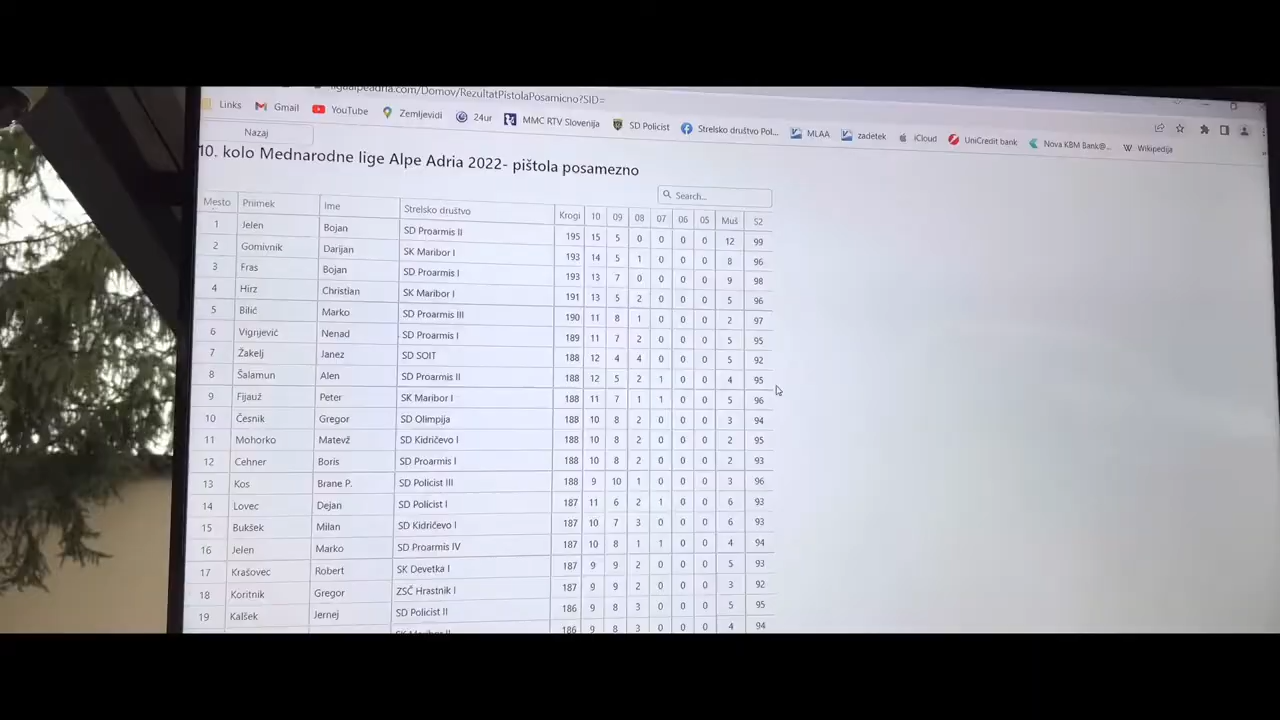 ligaalpeadria.com/Domov/RezultatPistolaPosamicno?SID=
Links Gmail YouTube Zemljevidi 24ur MMC RTV Slovenija SD Policist Strelsko društvo Pol... MLAA zadetek iCloud UniCredit bank Nova KBM Bank@... Wikipedija
Nazaj
10. kolo Mednarodne lige Alpe Adria 2022- pištola posamezno
Search...
Mesto Priimek Ime Strelsko društvo Krogi 10 09 08 07 06 05 Muš S2
1 Jelen Bojan SD Proarmis II 195 15 5 0 0 0 0 12 99
2 Gomivnik Darijan SK Maribor I 193 14 5 1 0 0 0 8 96
3 Fras Bojan SD Proarmis I 193 13 7 0 0 0 0 9 98
4 Hirz Christian SK Maribor I 191 13 5 2 0 0 0 5 96
5 Bilić Marko SD Proarmis III 190 11 8 1 0 0 0 2 97
6 Vignjević Nenad SD Proarmis I 189 11 7 2 0 0 0 5 95
7 Žakelj Janez SD SOIT 188 12 4 4 0 0 0 5 92
8 Šalamun Alen SD Proarmis II 188 12 5 2 1 0 0 4 95
9 Fijauž Peter SK Maribor I 188 11 7 1 1 0 0 5 96
10 Česnik Gregor SD Olimpija 188 10 8 2 0 0 0 3 94
11 Mohorko Matevž SD Kidričevo I 188 10 8 2 0 0 0 2 95
12 Cehner Boris SD Proarmis I 188 10 8 2 0 0 0 2 93
13 Kos Brane P. SD Policist III 188 9 10 1 0 0 0 3 96
14 Lovec Dejan SD Policist I 187 11 6 2 1 0 0 6 93
15 Bukšek Milan SD Kidričevo I 187 10 7 3 0 0 0 6 93
16 Jelen Marko SD Proarmis IV 187 10 8 1 1 0 0 4 94
17 Krašovec Robert SK Devetka I 187 9 9 2 0 0 0 5 93
18 Koritnik Gregor ZSČ Hrastnik I 187 9 9 2 0 0 0 3 92
19 Kalšek Jernej SD Policist II 186 9 8 3 0 0 0 5 95
SK Maribor II 186 9 8 3 0 0 0 4 94